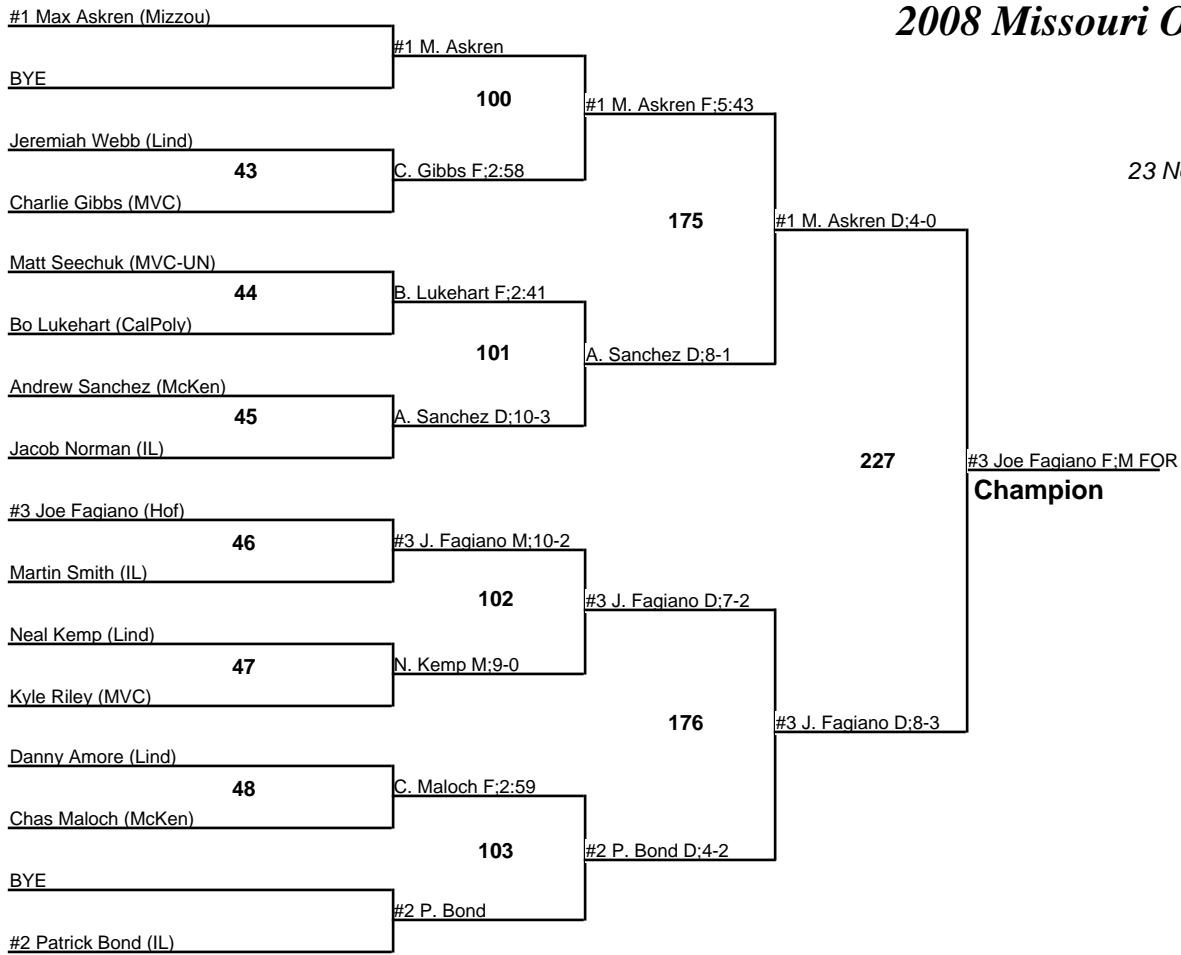 2008 Missouri O
23 No
#1 Max Askren (Mizzou)
#1 M. Askren
BYE
100
#1 M. Askren F;5:43
Jeremiah Webb (Lind)
43
C. Gibbs F;2:58
Charlie Gibbs (MVC)
175
#1 M. Askren D;4-0
Matt Seechuk (MVC-UN)
44
B. Lukehart F;2:41
Bo Lukehart (CalPoly)
101
A. Sanchez D;8-1
Andrew Sanchez (McKen)
45
A. Sanchez D;10-3
Jacob Norman (IL)
227
#3 Joe Fagiano F;M FOR
Champion
#3 Joe Fagiano (Hof)
46
#3 J. Fagiano M;10-2
Martin Smith (IL)
102
#3 J. Fagiano D;7-2
Neal Kemp (Lind)
47
N. Kemp M;9-0
Kyle Riley (MVC)
176
#3 J. Fagiano D;8-3
Danny Amore (Lind)
48
C. Maloch F;2:59
Chas Maloch (McKen)
103
#2 P. Bond D;4-2
BYE
#2 P. Bond
#2 Patrick Bond (IL)